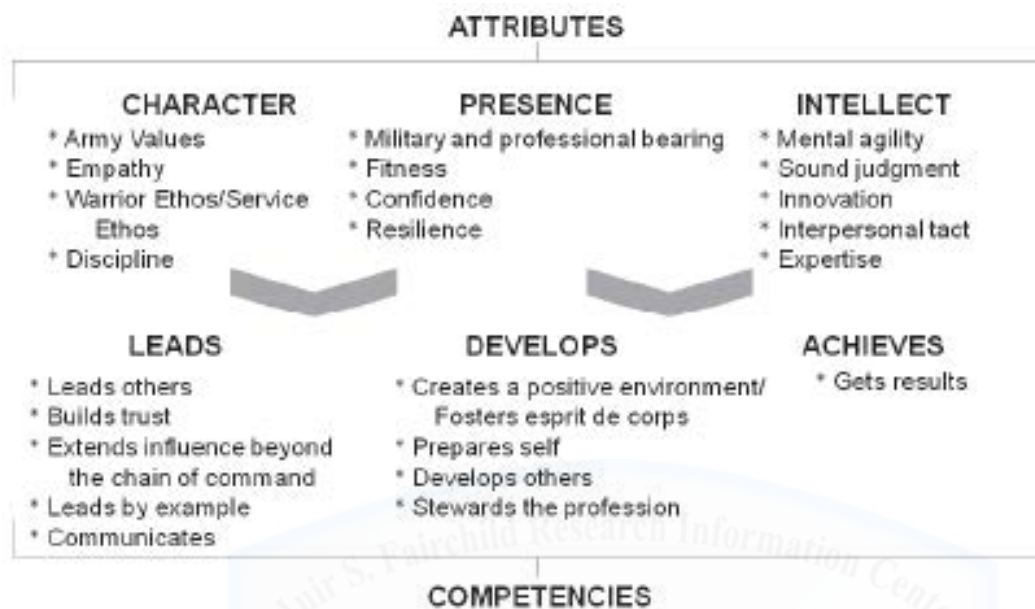 ATTRIBUTES
CHARACTER
* Army Values
* Empathy
* Warrior Ethos/Service
Ethos
* Discipline
PRESENCE
* Military and professional bearing
* Fitness
* Confidence
* Resilience
INTELLECT
* Mental agility
* Sound judgment
* Innovation
* Interpersonal tact
* Expertise
LEADS
* Leads others
* Builds trust
* Extends influence beyond
the chain of command
* Leads by example
* Communicates
DEVELOPS
* Creates a positive environment/
Fosters esprit de corps
* Prepares self
* Develops others
* Stewards the profession
ACHIEVES
* Gets results
S. Fairchild Research Information
COMPETENCIES